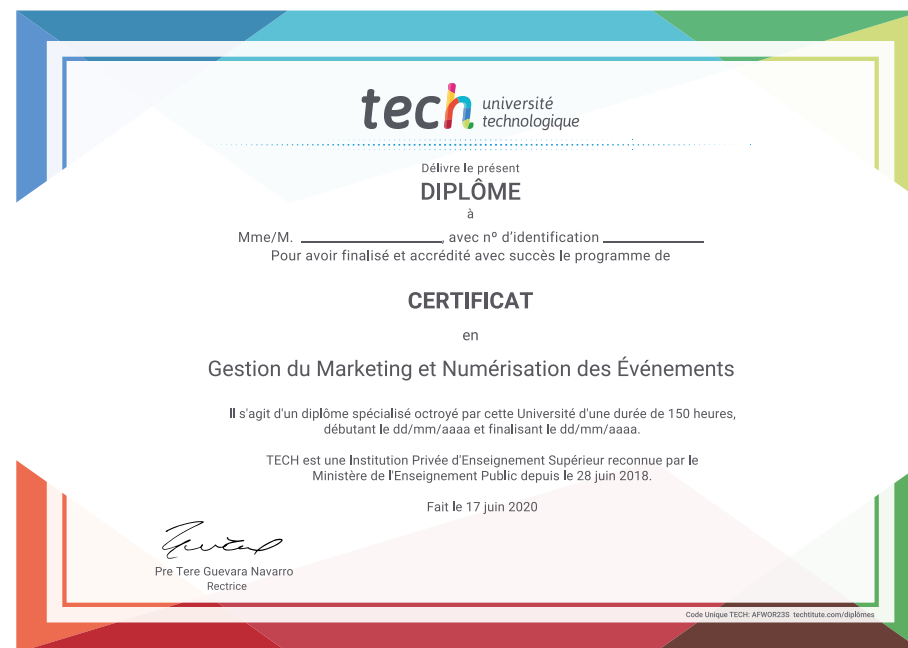 tech université
technologique
Délivre le présent
DIPLÔME
à
Mme/M. ____________________, avec nº d'identification ______________
Pour avoir finalisé et accrédité avec succès le programme de
CERTIFICAT
en
Gestion du Marketing et Numérisation des Événements
Il s'agit d'un diplôme spécialisé octroyé par cette Université d'une durée de 150 heures,
débutant le dd/mm/aaaa et finalisant le dd/mm/aaaa.
TECH est une Institution Privée d'Enseignement Supérieur reconnue par le
Ministère de l'Enseignement Public depuis le 28 juin 2018.
Fait le 17 juin 2020
Pre Tere Guevara Navarro
Rectrice
Code Unique TECH: AFWOR23S techtitute.com/diplômes